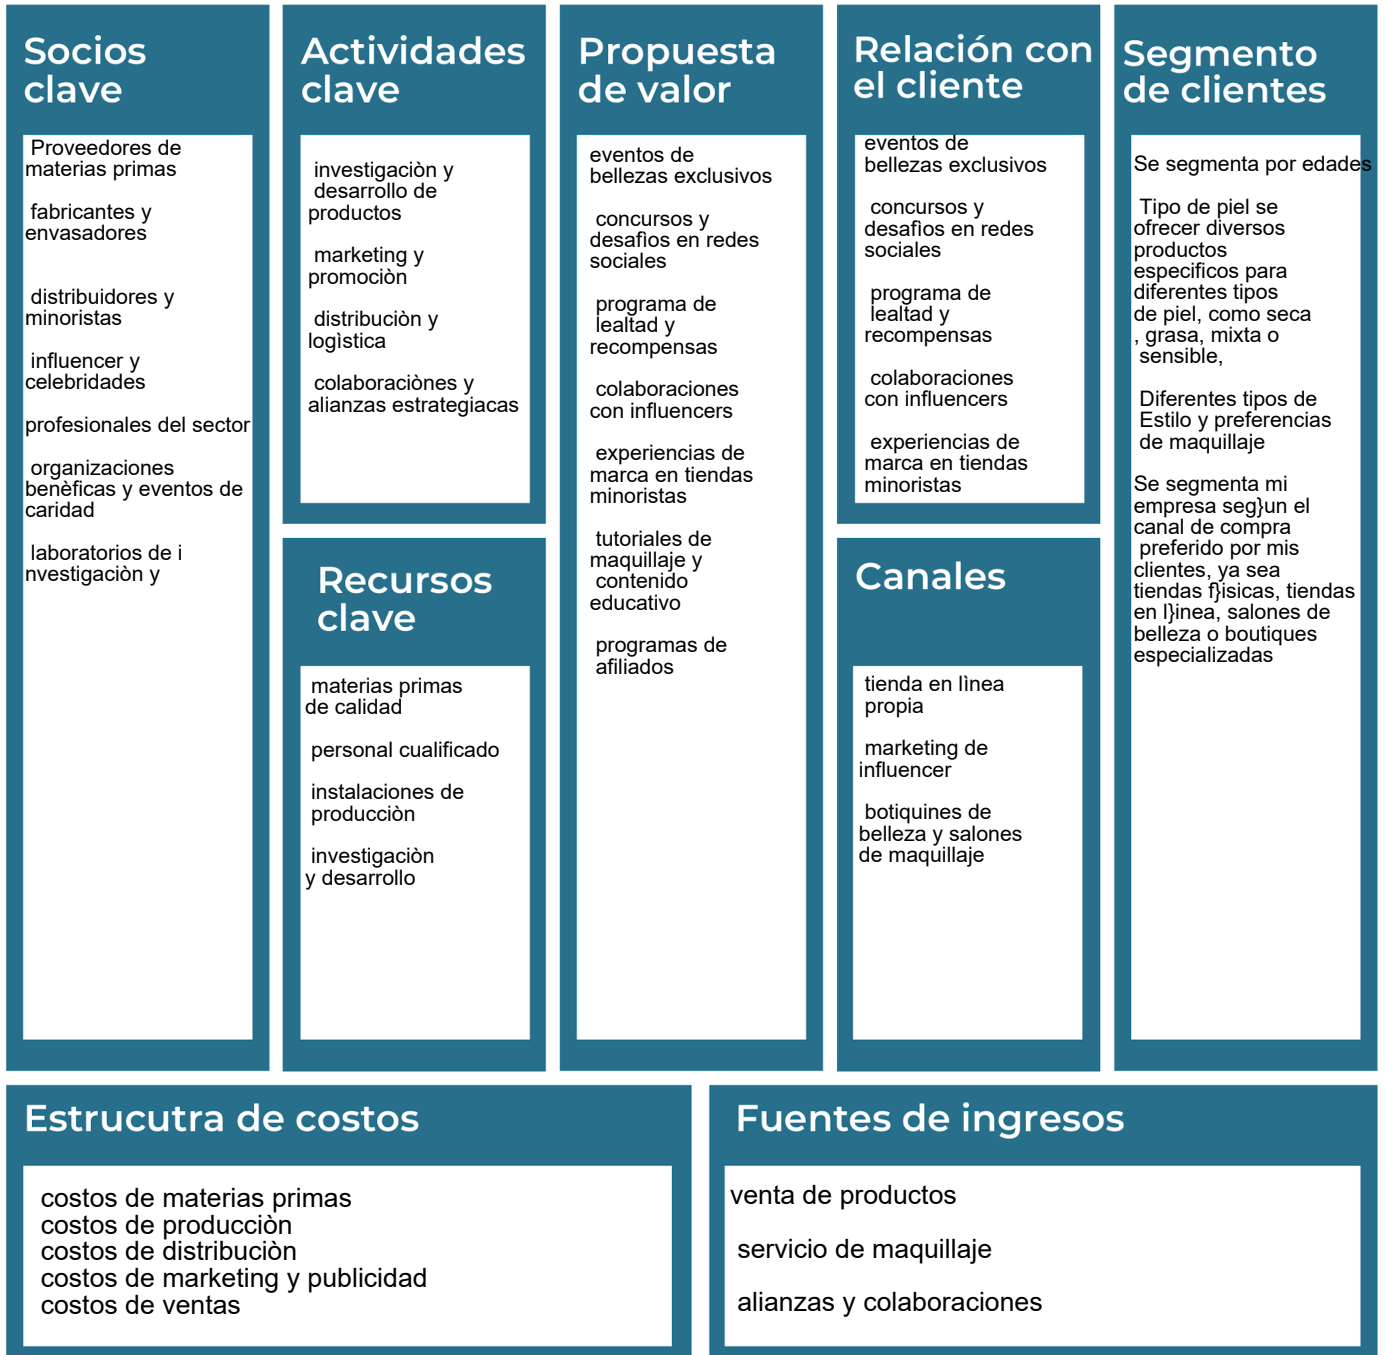 Socios
clave
Proveedores de
materias primas
fabricantes y
envasadores
distribuidores y
minoristas
influencer y
celebridades
profesionales del sector
organizaciones
benèficas y eventos de
caridad
laboratorios de i
nvestigaciòn y
Actividades
clave
investigaciòn y
desarrollo de
productos
marketing y
promociòn
distribuciòn y
logìstica
colaboraciònes y
alianzas estrategiacas
Recursos
clave
materias primas
de calidad
personal cualificado
instalaciones de
producciòn
investigaciòn
y desarrollo
Propuesta
de valor
eventos de
bellezas exclusivos
concursos y
desafìos en redes
sociales
programa de
lealtad y
recompensas
colaboraciones
con influencers
experiencias de
marca en tiendas
minoristas
tutoriales de
maquillaje y
contenido
educativo
programas de
afiliados
Relación con
el cliente
eventos de
bellezas exclusivos
concursos y
desafìos en redes
sociales
programa de
lealtad y
recompensas
colaboraciones
con influencers
experiencias de
marca en tiendas
minoristas
Canales
tienda en lìnea
propia
marketing de
influencer
botiquines de
belleza y salones
de maquillaje
Segmento
de clientes
Se segmenta por edades
Tipo de piel se
ofrecer diversos
productos
especificos para
diferentes tipos
de piel, como seca
, grasa, mixta o
sensible,
Diferentes tipos de
Estilo y preferencias
de maquillaje
Se segmenta mi
empresa seg}un el
canal de compra
preferido por mis
clientes, ya sea
tiendas f}isicas, tiendas
en l}inea, salones de
belleza o boutiques
especializadas
Estrucutra de costos
costos de materias primas
costos de producciòn
costos de distribuciòn
costos de marketing y publicidad
costos de ventas
Fuentes de ingresos
venta de productos
servicio de maquillaje
alianzas y colaboraciones